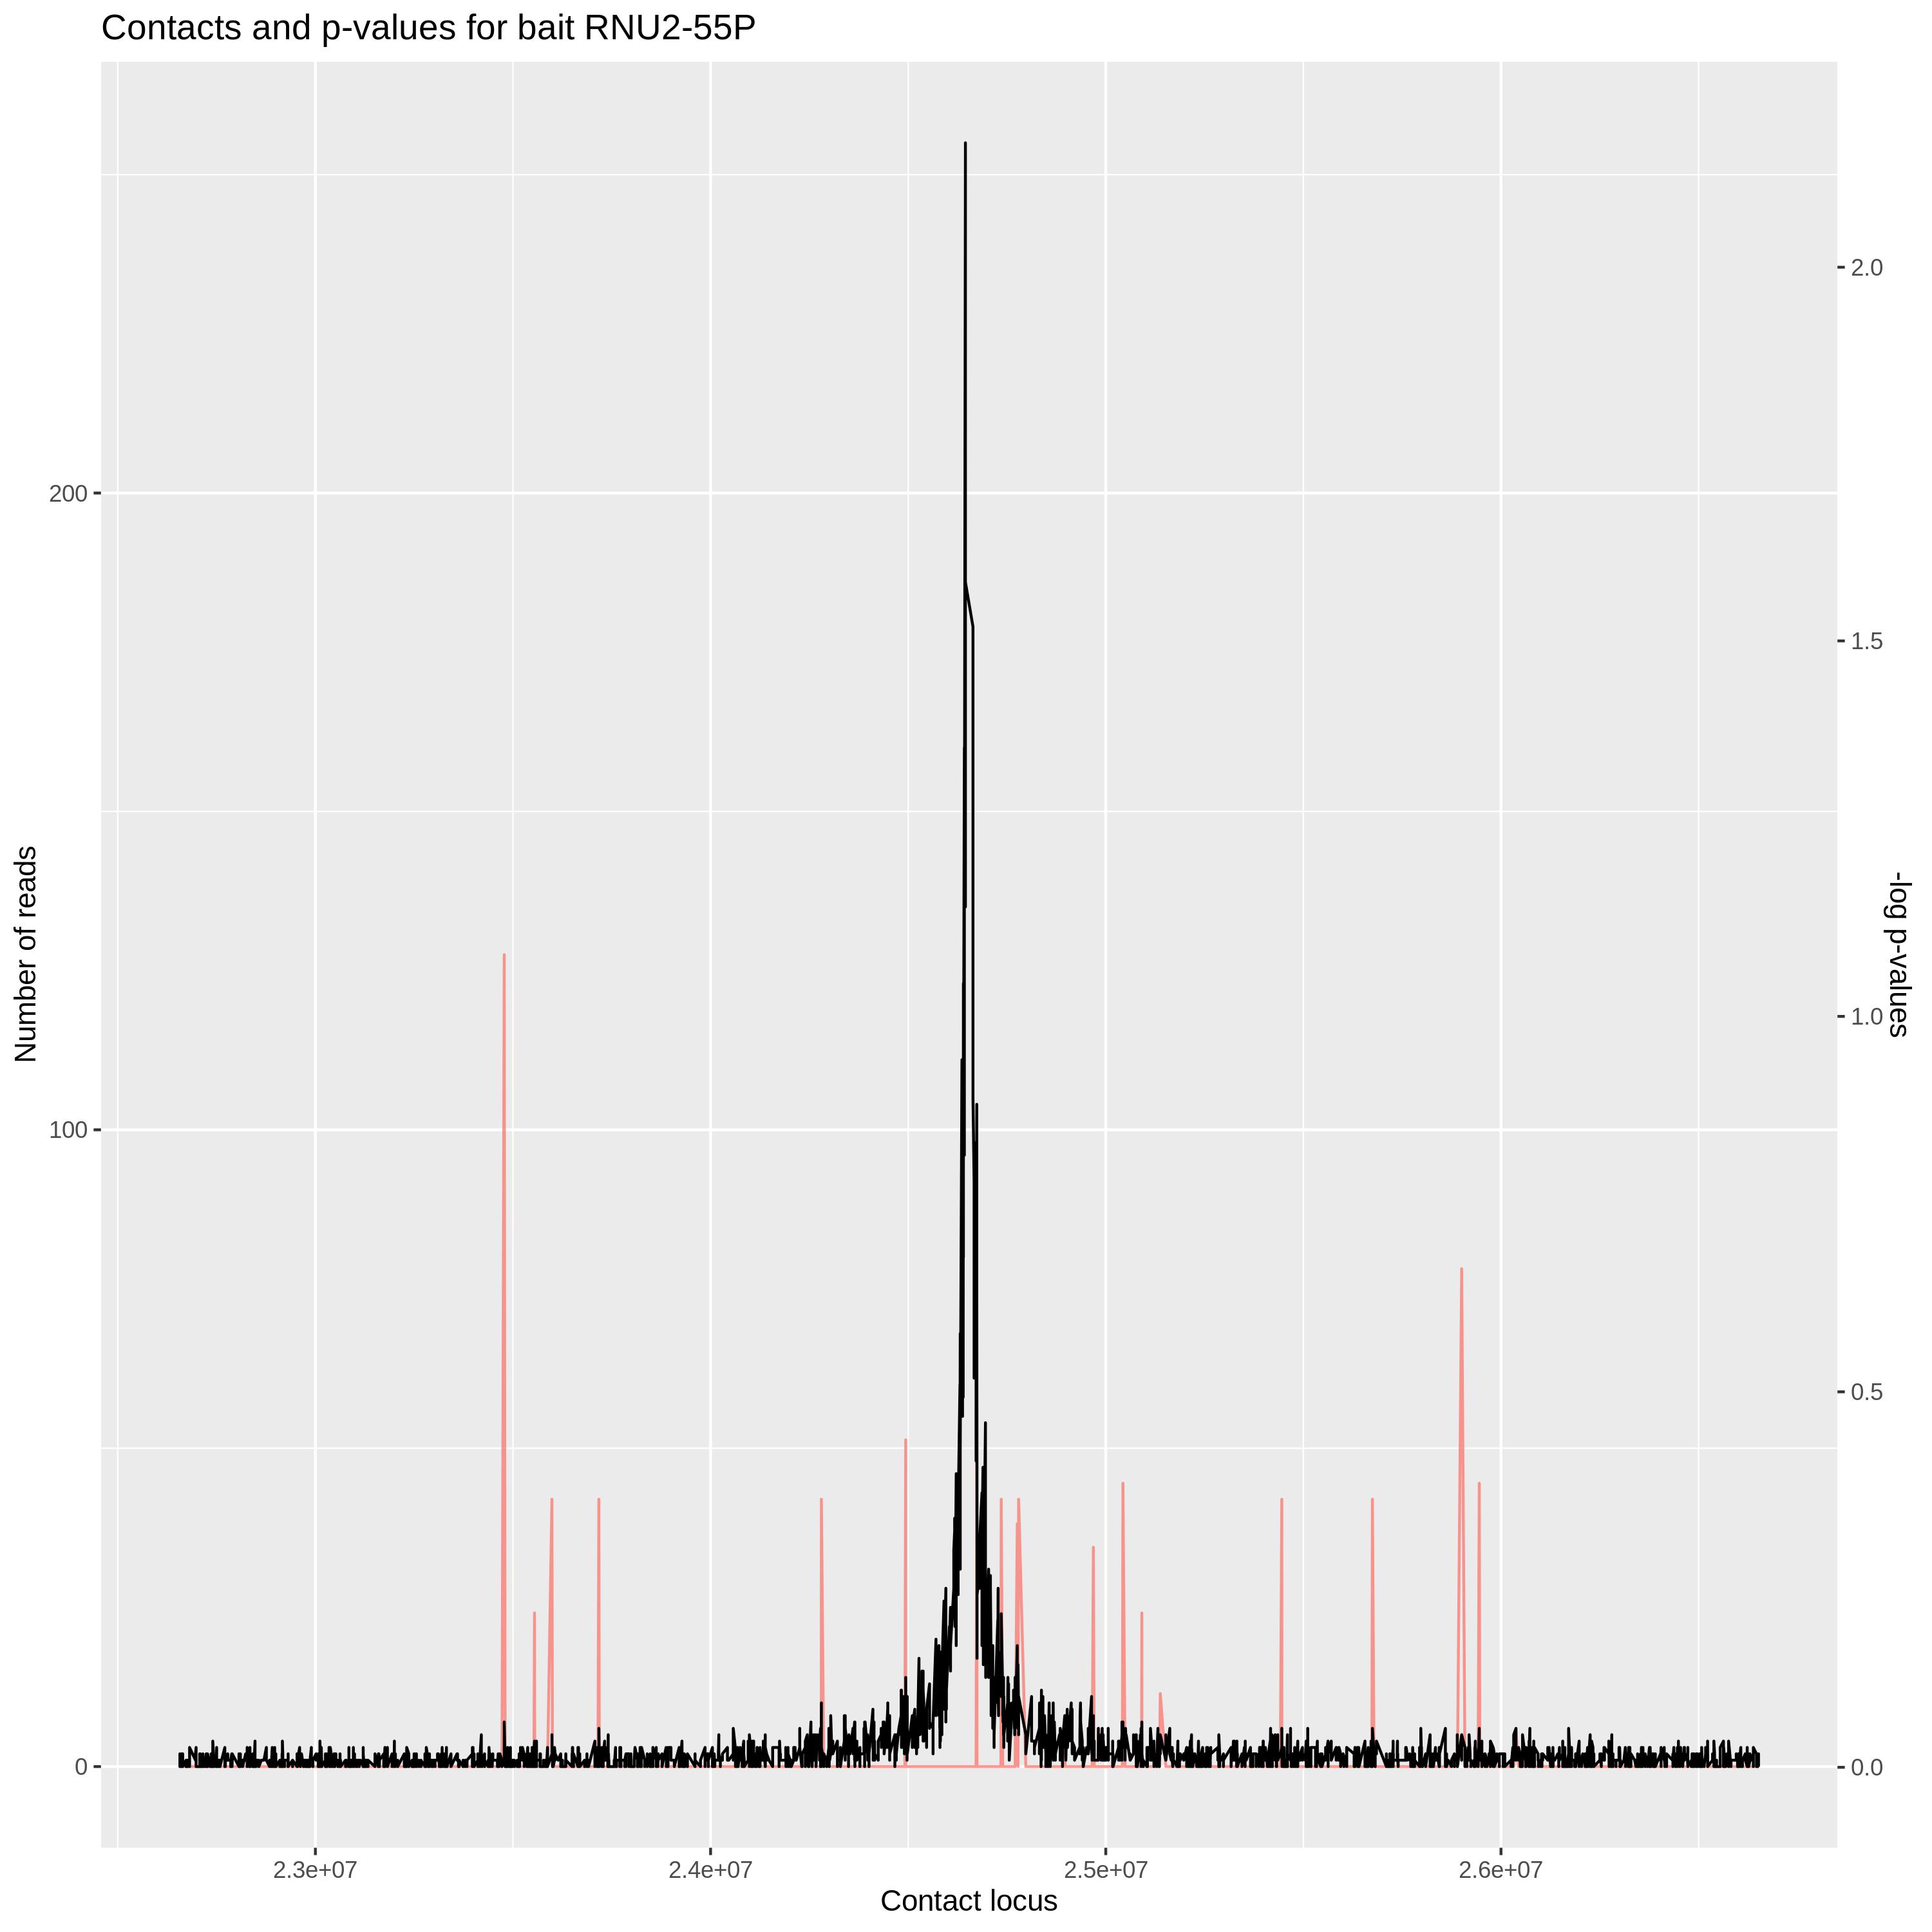 Contacts and p-values for bait RNU2-55P
Number of reads
200
100
0
2.0
1.5
1.0
0.5
0.0
-log p-values
2.3e+07
2.4e+07
2.5e+07
2.6e+07
Contact locus